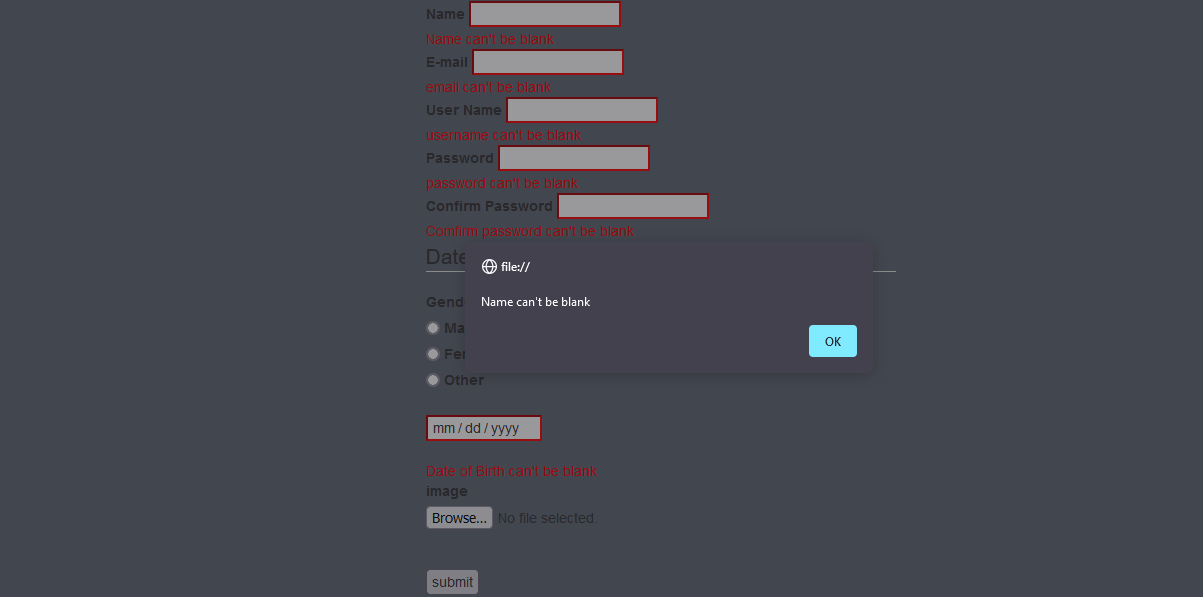 Name
Name can't be blank
E-mail
email can't be blank
User Name
username can't be blank
Password
password can't be blank
Confirm Password
Comfirm password can't be blank
Date
file://
Name can't be blank
OK
Gend
Ma
Fer
Other
mm / dd / yyyy
Date of Birth can't be blank
image
Browse... No file selected.
submit